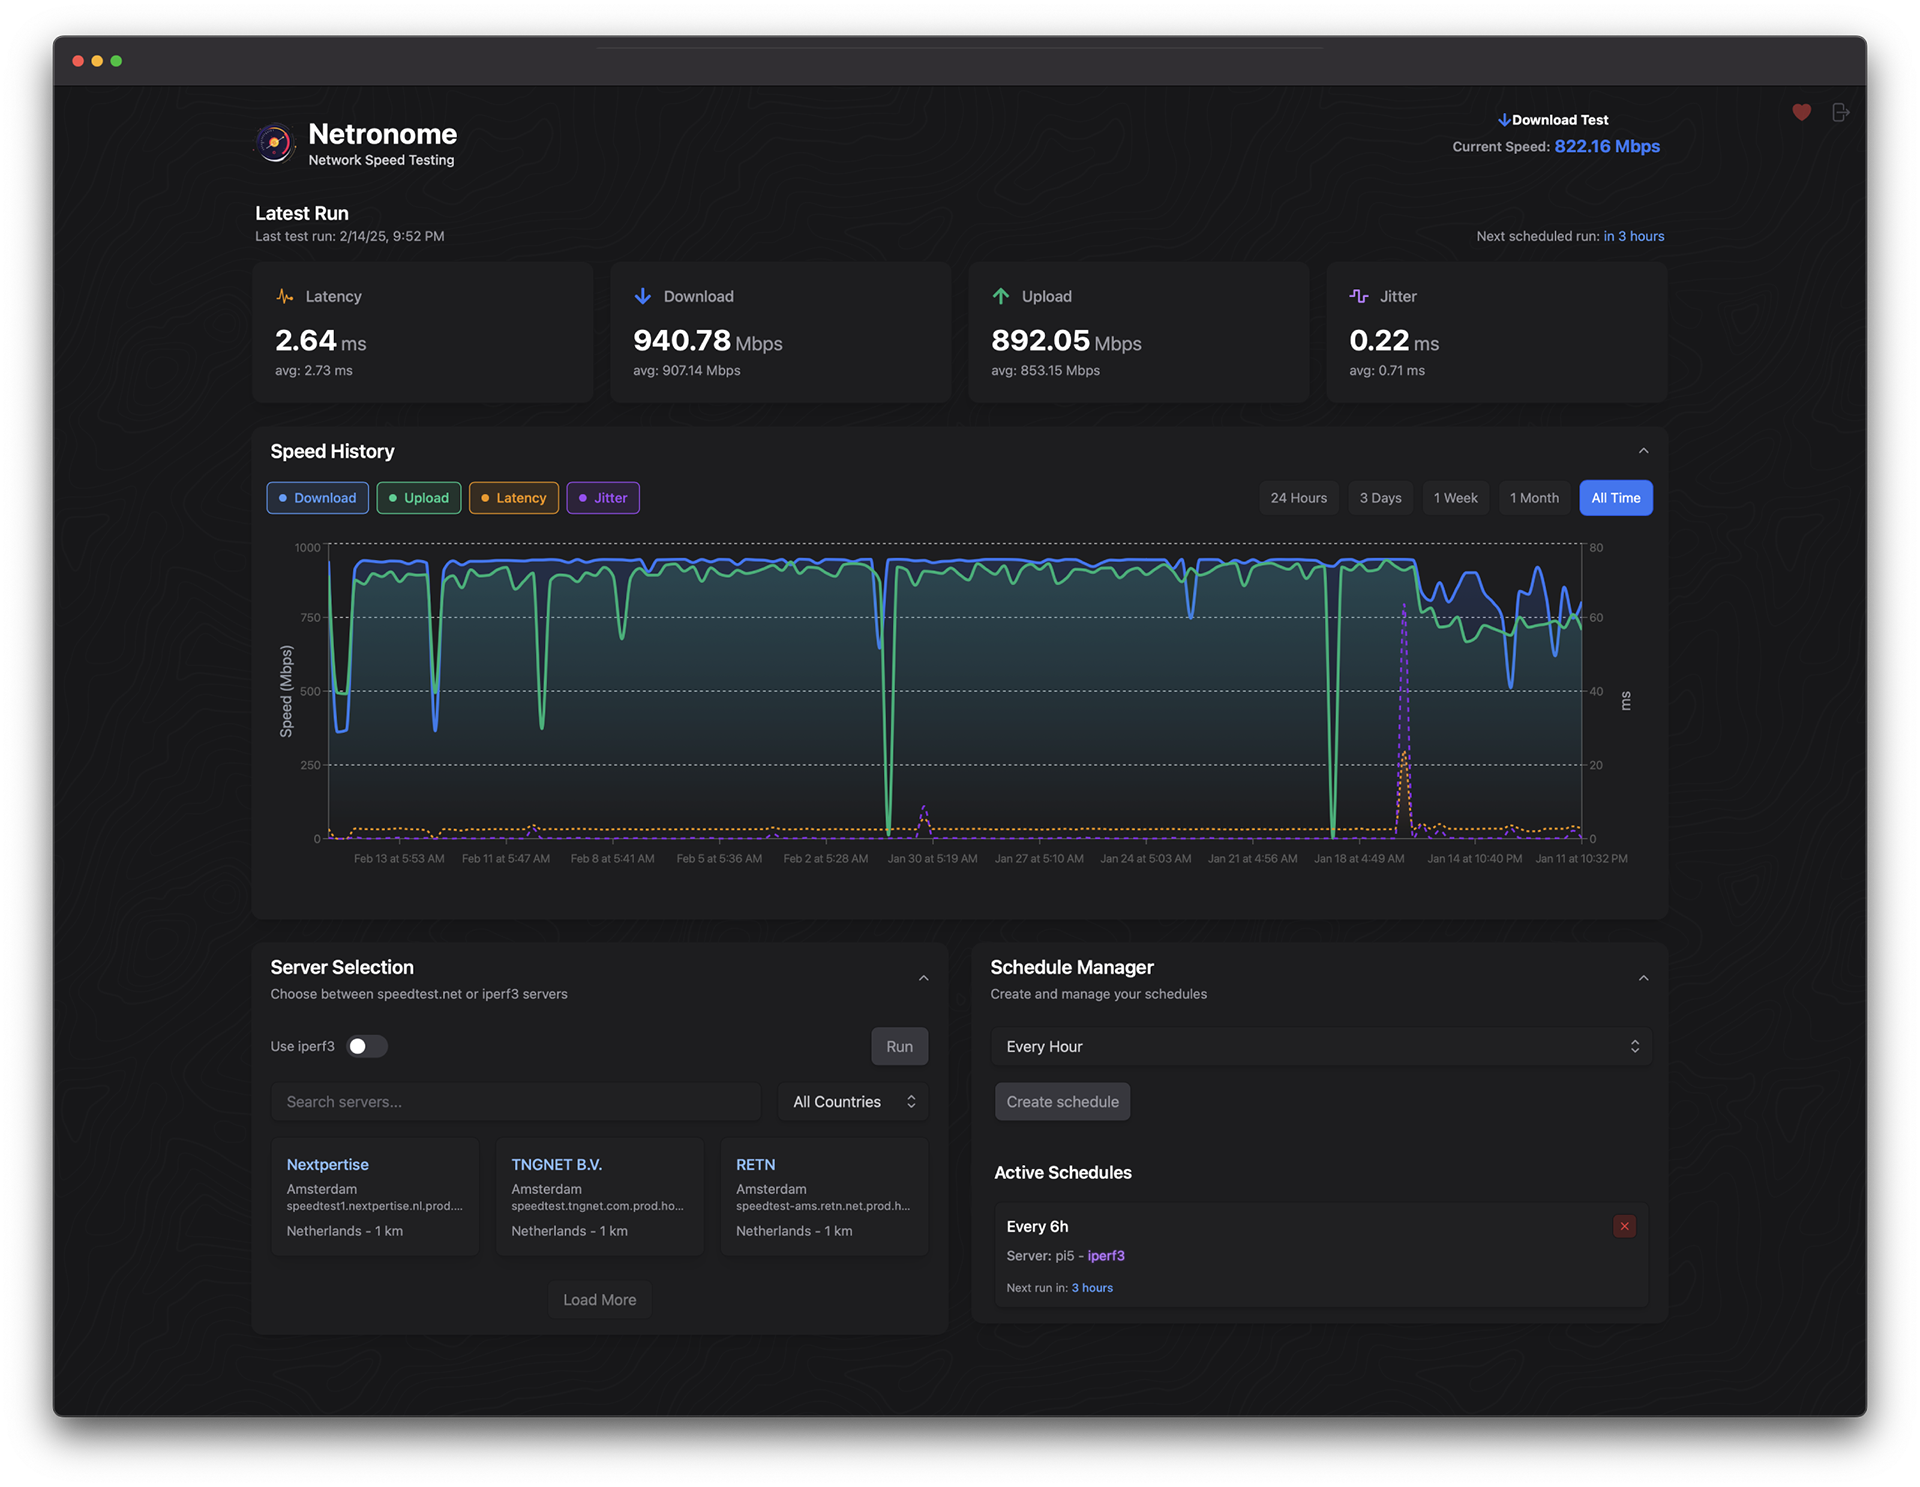 Netronome
Network Speed Testing
Download Test
Current Speed: 822.16 Mbps
Latest Run
Last test run: 2/14/25, 9:52 PM
Next scheduled run: in 3 hours
Latency
2.64 ms
avg: 2.73 ms
Download
940.78 Mbps
avg: 907.14 Mbps
Upload
892.05 Mbps
avg: 853.15 Mbps
Jitter
0.22 ms
avg: 0.71 ms
Speed History
Download Upload Latency Jitter
24 Hours 3 Days 1 Week 1 Month All Time
Speed (Mbps)
1000
750
500
250
0
80
60
40
20
0
ms
Feb 13 at 5:53 AM Feb 11 at 5:47 AM Feb 8 at 5:41 AM Feb 5 at 5:36 AM Feb 2 at 5:28 AM Jan 30 at 5:19 AM Jan 27 at 5:10 AM Jan 24 at 5:03 AM Jan 21 at 4:56 AM Jan 18 at 4:49 AM Jan 14 at 10:40 PM Jan 11 at 10:32 PM
Server Selection
Choose between speedtest.net or iperf3 servers
Use iperf3
Run
Search servers...
All Countries
Nextpertise
Amsterdam
speedtest1.nextpertise.nl.prod....
Netherlands - 1 km
TNGNET B.V.
Amsterdam
speedtest.tngnet.com.prod.ho...
Netherlands - 1 km
RETN
Amsterdam
speedtest-ams.retn.net.prod.h...
Netherlands - 1 km
Load More
Schedule Manager
Create and manage your schedules
Every Hour
Create schedule
Active Schedules
Every 6h
Server: pi5 - iperf3
Next run in: 3 hours